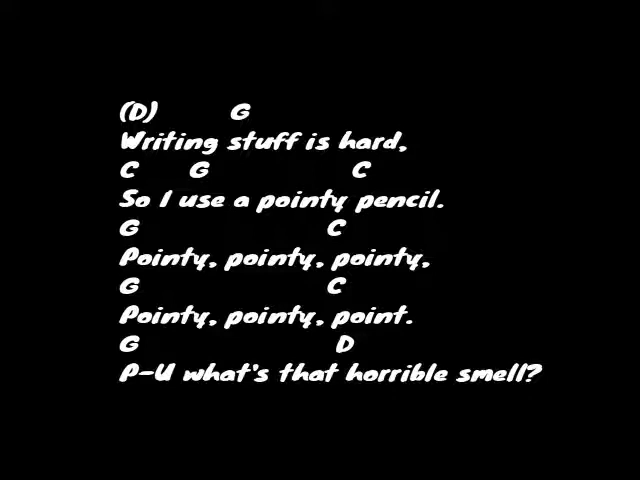 (D) G
Writing stuff is hard,
C G C
So I use a pointy pencil.
G C
Pointy, pointy, pointy,
G C
Pointy, pointy, point.
G D
P-U what's that horrible smell?